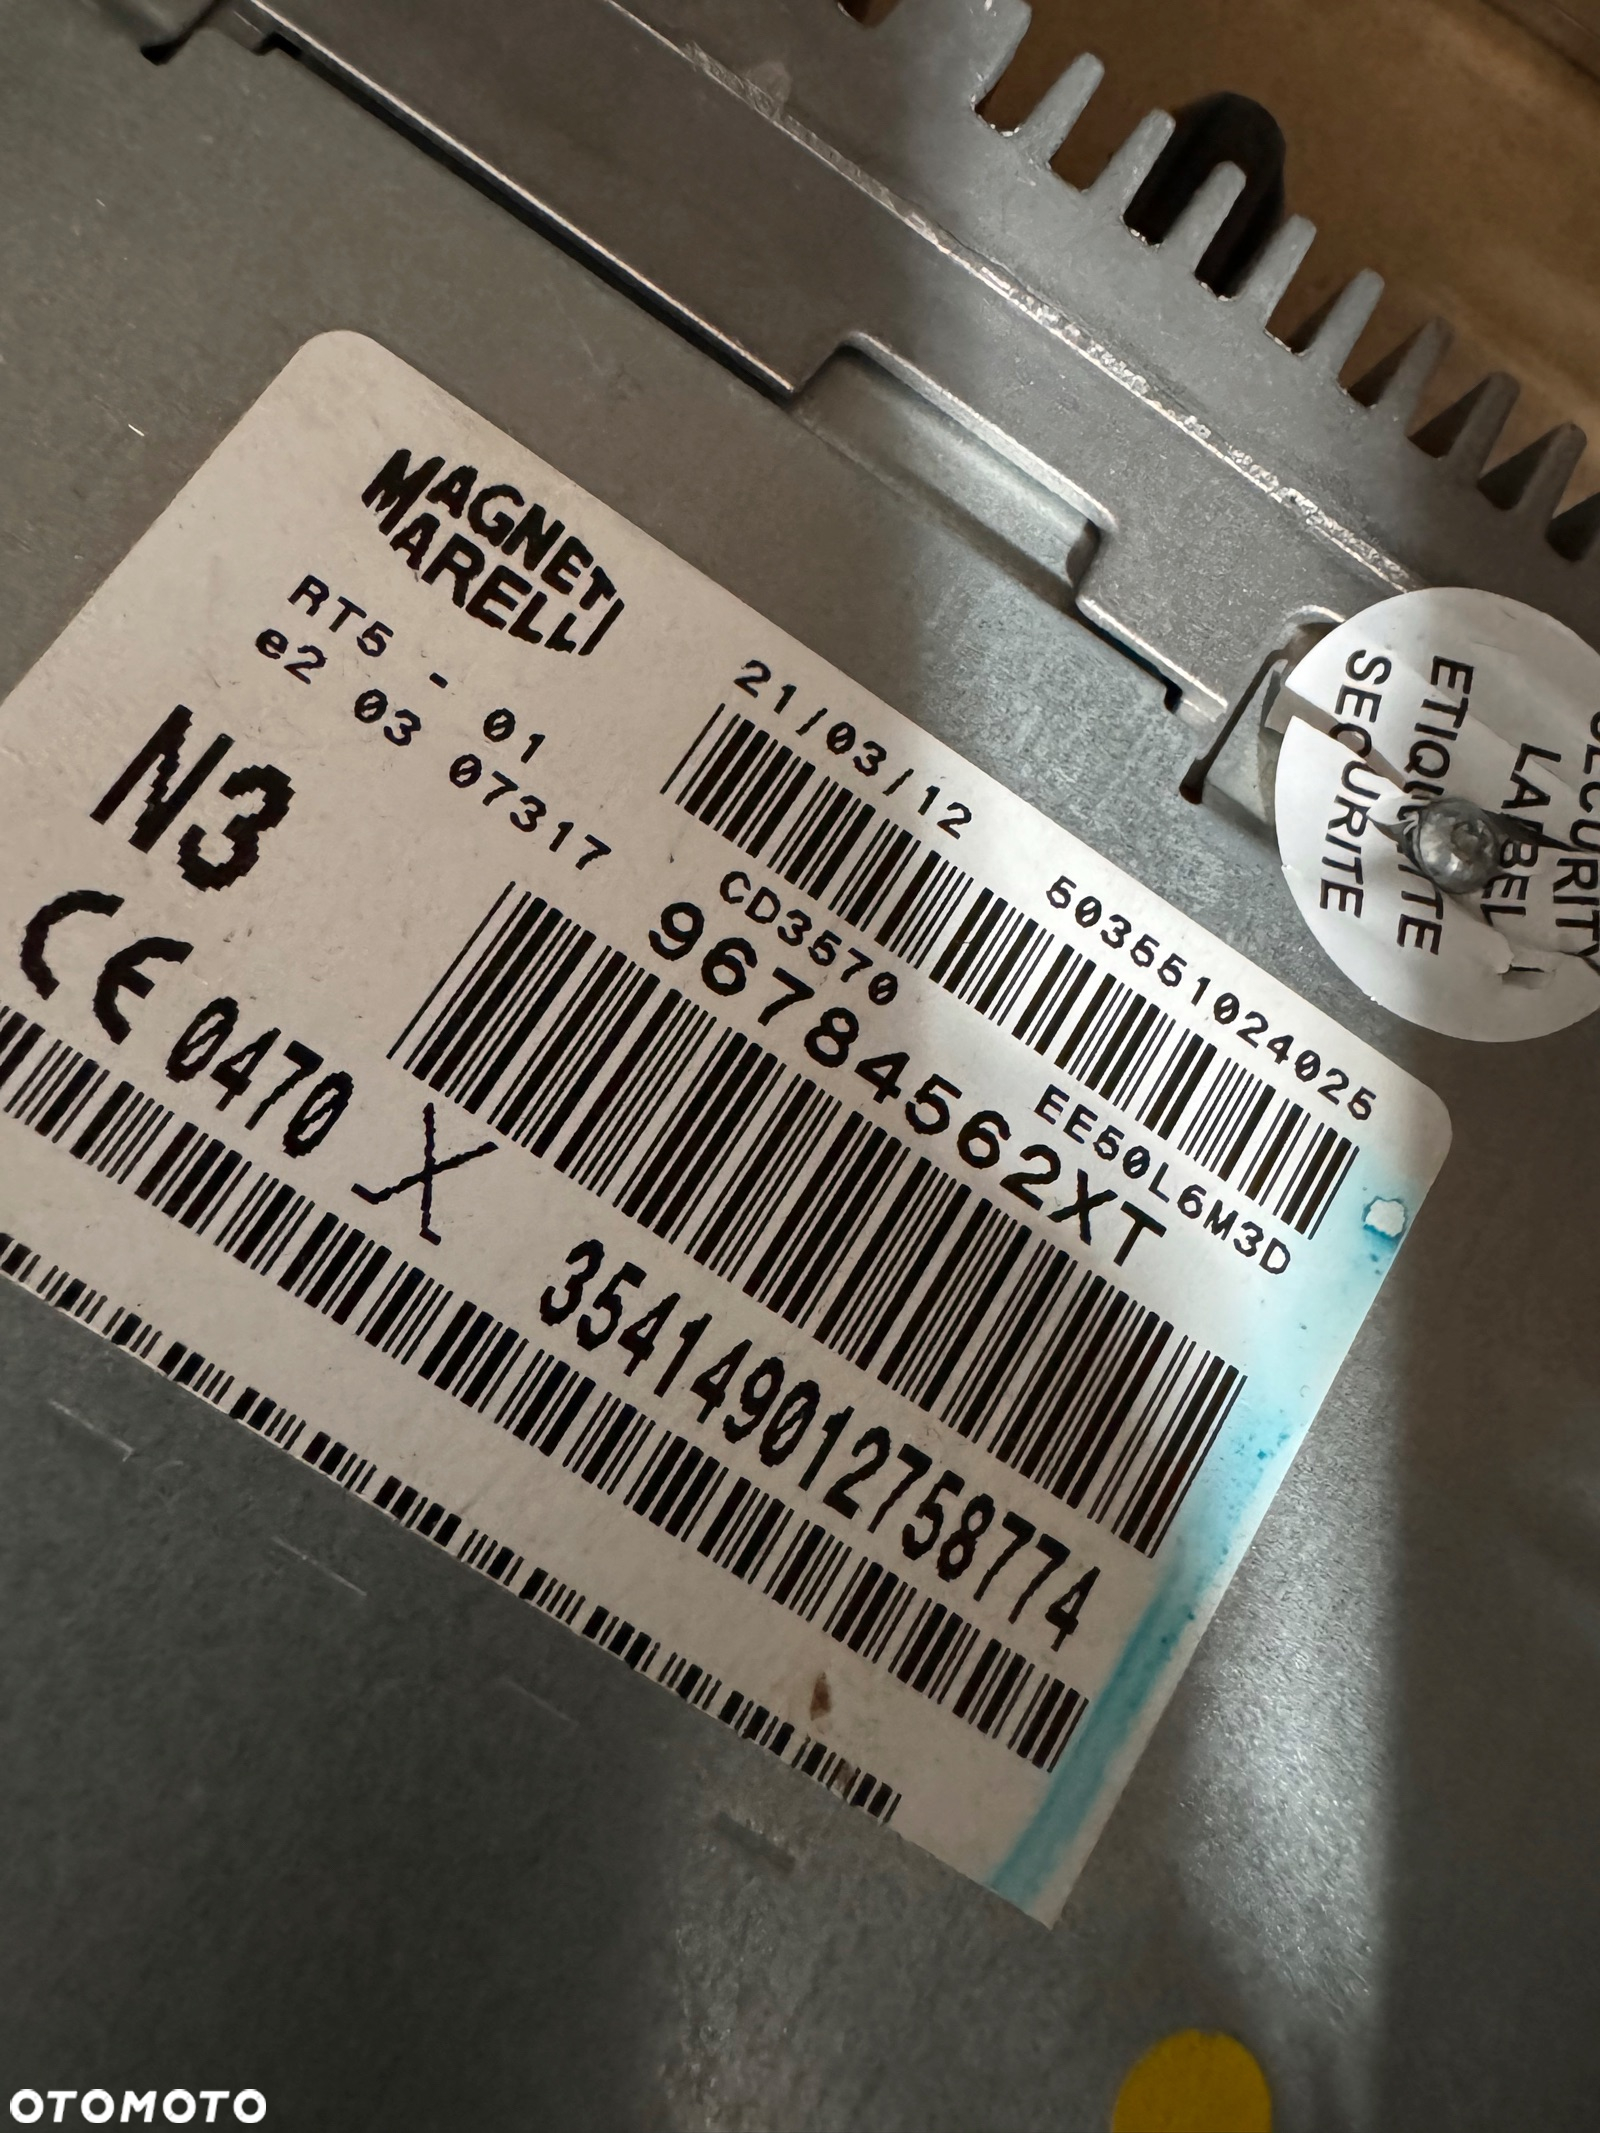 MAGNETI
MARELLI
RT5 - 01
e2 03 07317
N3
CE 0470 X
21/03/12
503551024025
CD3570
EE50L6M3D
96784562XT
354149012758774
SECURITY
LABEL
ETIQUETTE
SECURITE
OTOMOTO